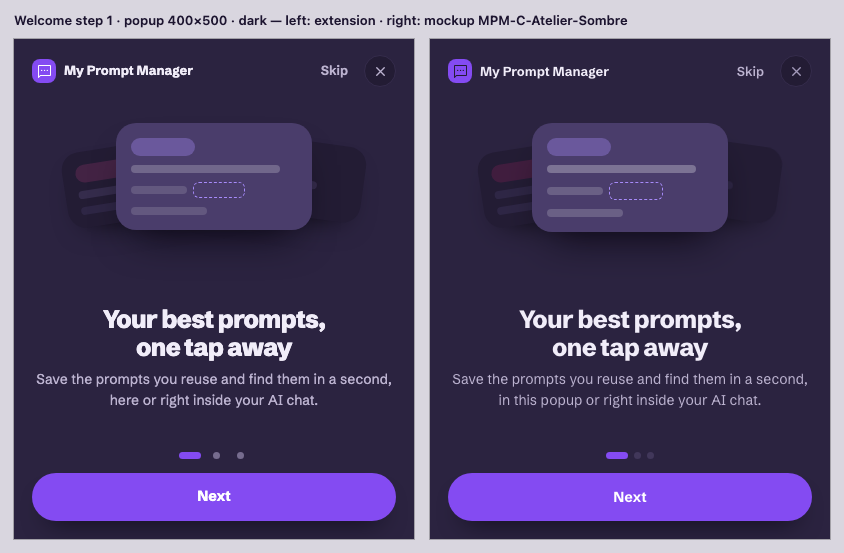 Welcome step 1 · popup 400×500 · dark — left: extension · right: mockup MPM-C-Atelier-Sombre
My Prompt Manager
Skip
Your best prompts,
one tap away
Save the prompts you reuse and find them in a second,
here or right inside your AI chat.
Next
My Prompt Manager
Skip
Your best prompts,
one tap away
Save the prompts you reuse and find them in a second,
in this popup or right inside your AI chat.
Next